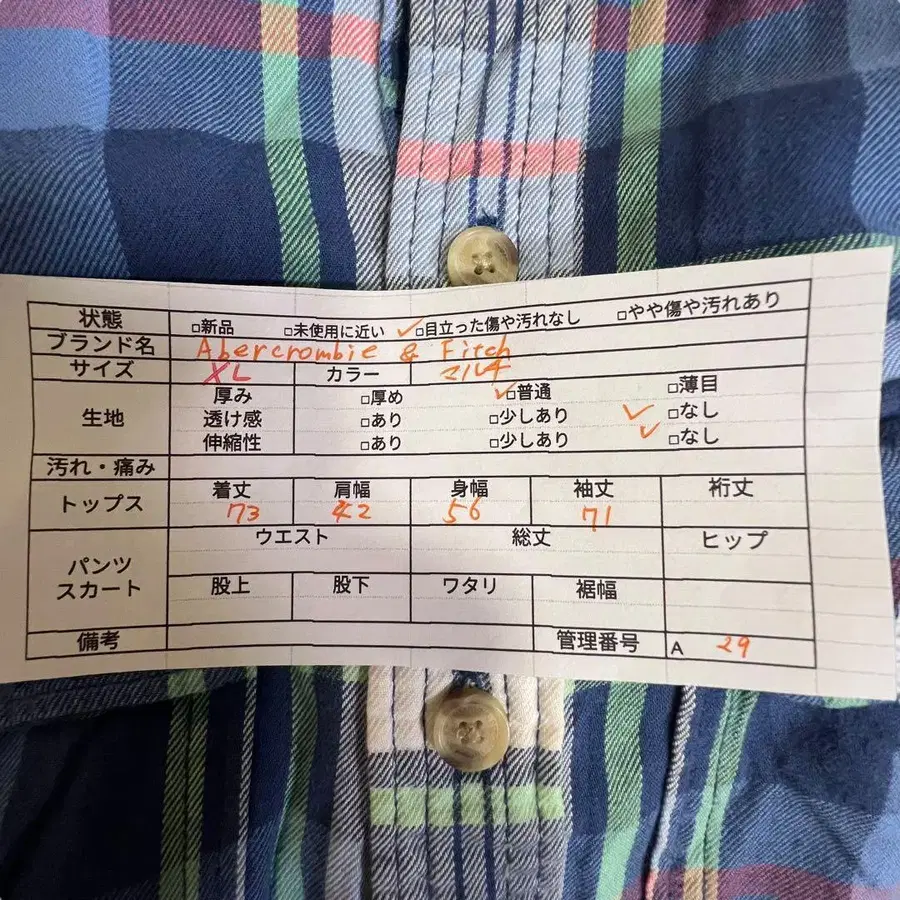 状態 □新品 □未使用に近い ✓□目立った傷や汚れなし □やや傷や汚れあり
ブランド名 Abercrombie & Fitch
サイズ XL カラー マルチ
生地
厚み □厚め ✓□普通 □薄目
透け感 □あり □少しあり ✓□なし
伸縮性 □あり □少しあり ✓□なし
汚れ・痛み
トップス
着丈 肩幅 身幅 袖丈 裄丈
73 42 56 71
パンツ
スカート
ウエスト 総丈 ヒップ
股上 股下 ワタリ 裾幅
備考 管理番号 A 29